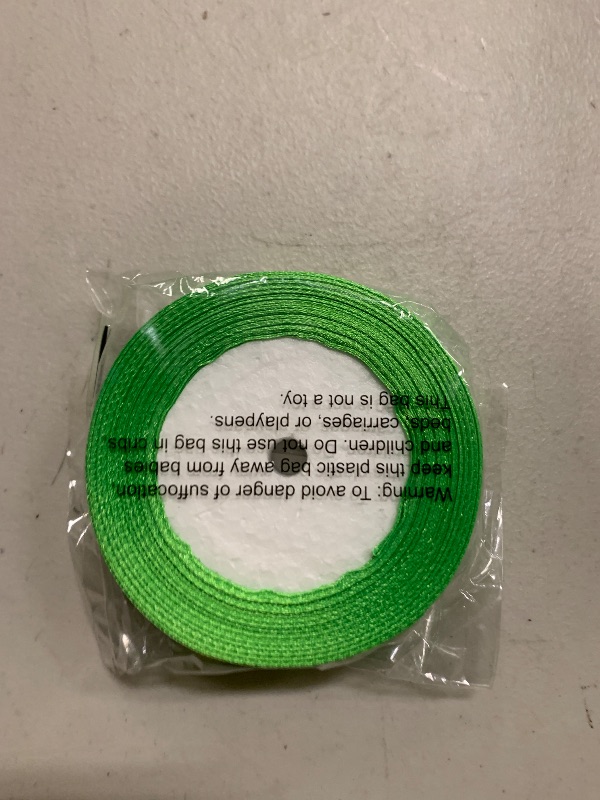 Warning: To avoid danger of suffocation,
keep this plastic bag away from babies
and children. Do not use this bag in cribs,
beds, carriages, or playpens.
This bag is not a toy.